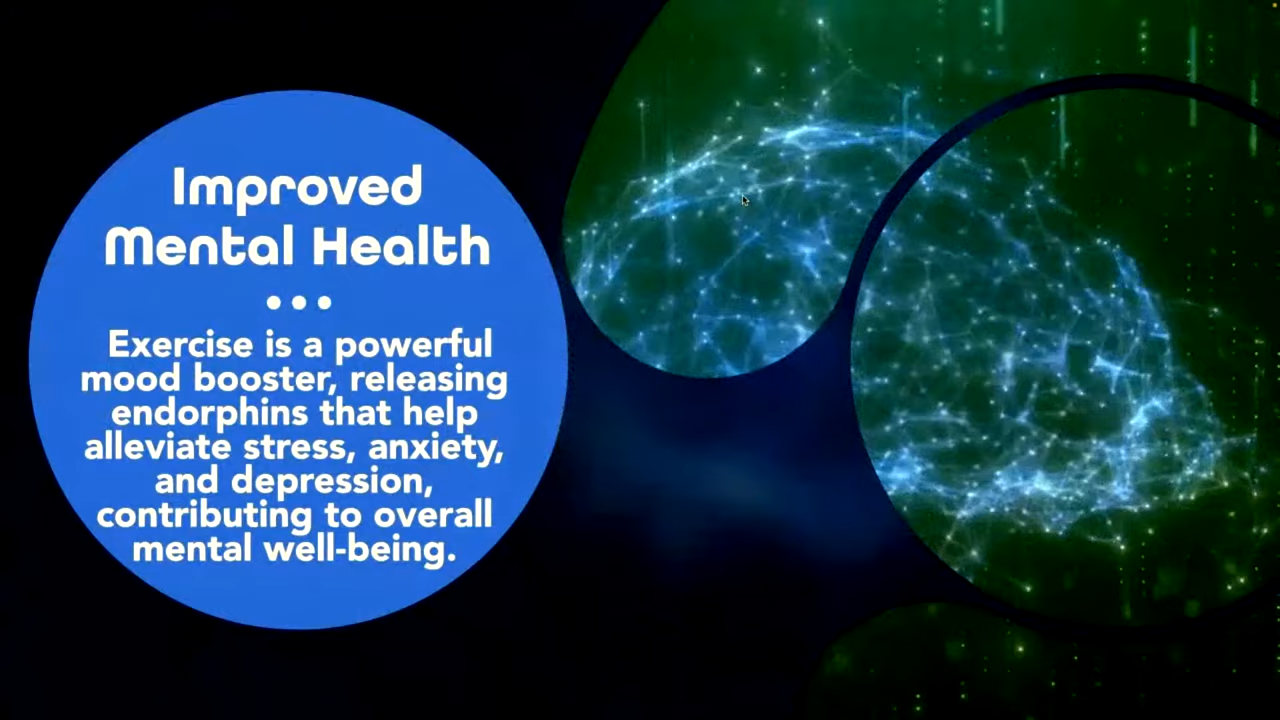 Improved
Mental Health
•••
Exercise is a powerful
mood booster, releasing
endorphins that help
alleviate stress, anxiety,
and depression,
contributing to overall
mental well-being.